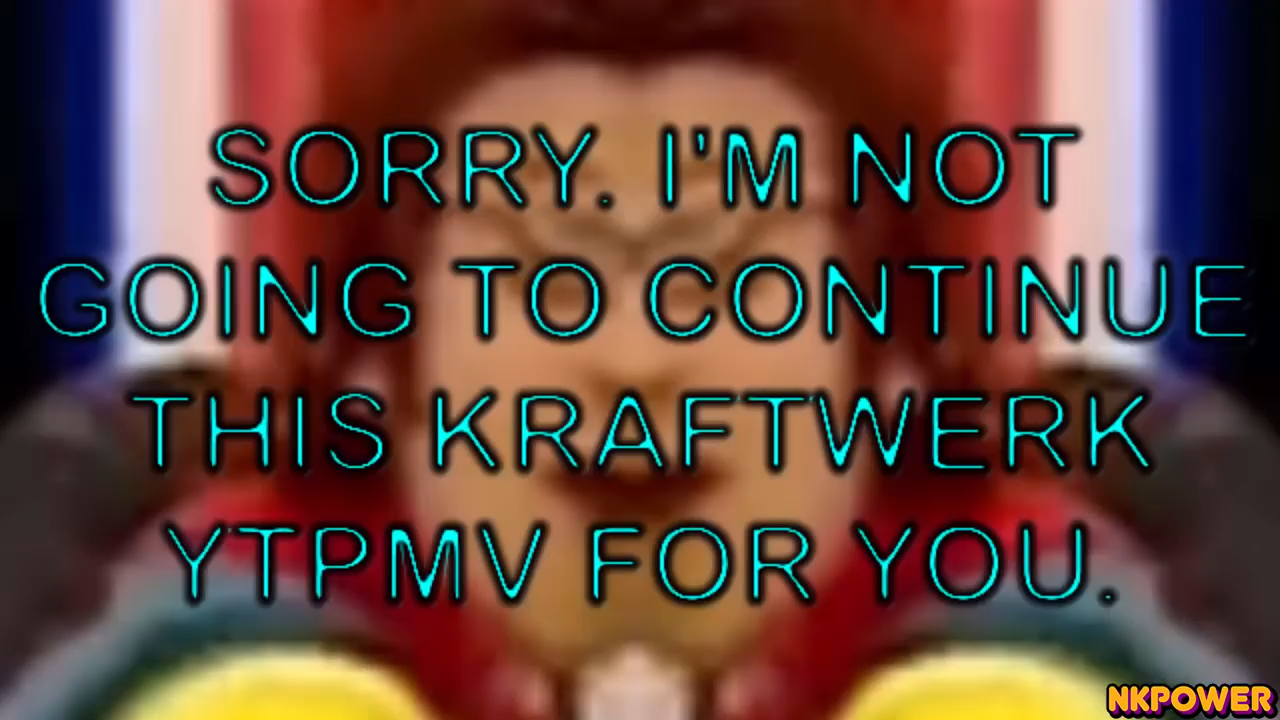 SORRY. I'M NOT
GOING TO CONTINUE
THIS KRAFTWERK
YTPMV FOR YOU.
NKPOWER